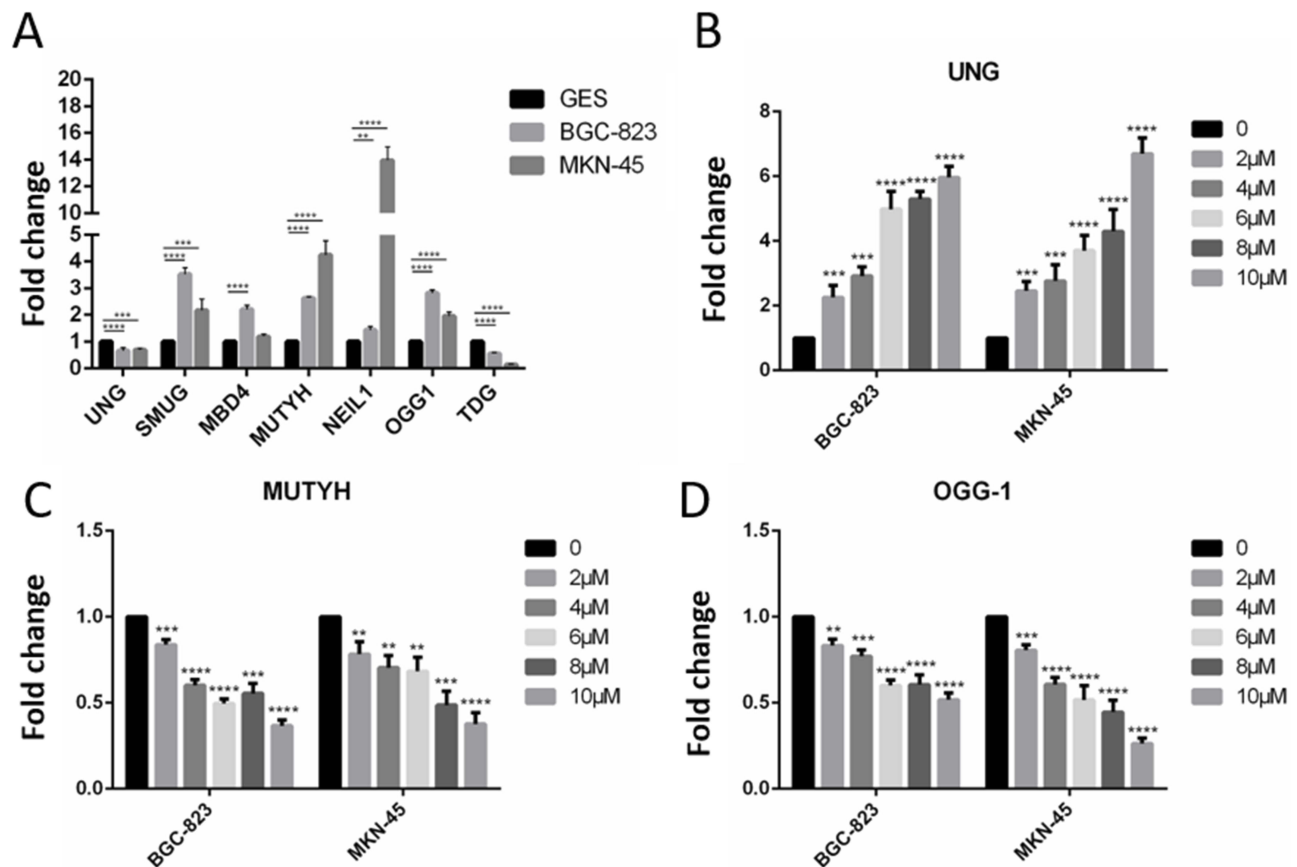 A
Fold change
20
18
16
14
12
10
5
4
3
2
1
0
GES
BGC-823
MKN-45
*** **** *** **** **** **** **** **** ** **** **** **** ****
UNG SMUG MBD4 MUTYH NEIL1 OGG1 TDG
B
UNG
Fold change
8
6
4
2
0
*** *** **** **** **** *** *** **** **** ****
BGC-823 MKN-45
0
2µM
4µM
6µM
8µM
10µM
C
MUTYH
Fold change
1.5
1.0
0.5
0.0
*** **** **** *** **** ** ** ** *** ****
BGC-823 MKN-45
0
2µM
4µM
6µM
8µM
10µM
D
OGG-1
Fold change
1.5
1.0
0.5
0.0
** *** **** **** **** *** **** **** **** ****
BGC-823 MKN-45
0
2µM
4µM
6µM
8µM
10µM